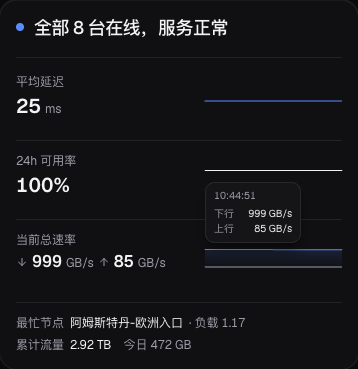 全部 8 台在线，服务正常
平均延迟
25 ms
24h 可用率
100%
10:44:51
下行 999 GB/s
上行 85 GB/s
当前总速率
↓ 999 GB/s ↑ 85 GB/s
最忙节点 阿姆斯特丹-欧洲入口 · 负载 1.17
累计流量 2.92 TB 今日 472 GB